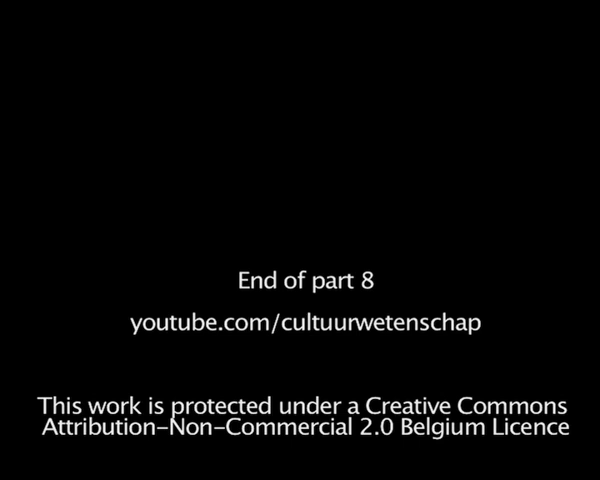 End of part 8
youtube.com/cultuurwetenschap
This work is protected under a Creative Commons
Attribution-Non-Commercial 2.0 Belgium Licence